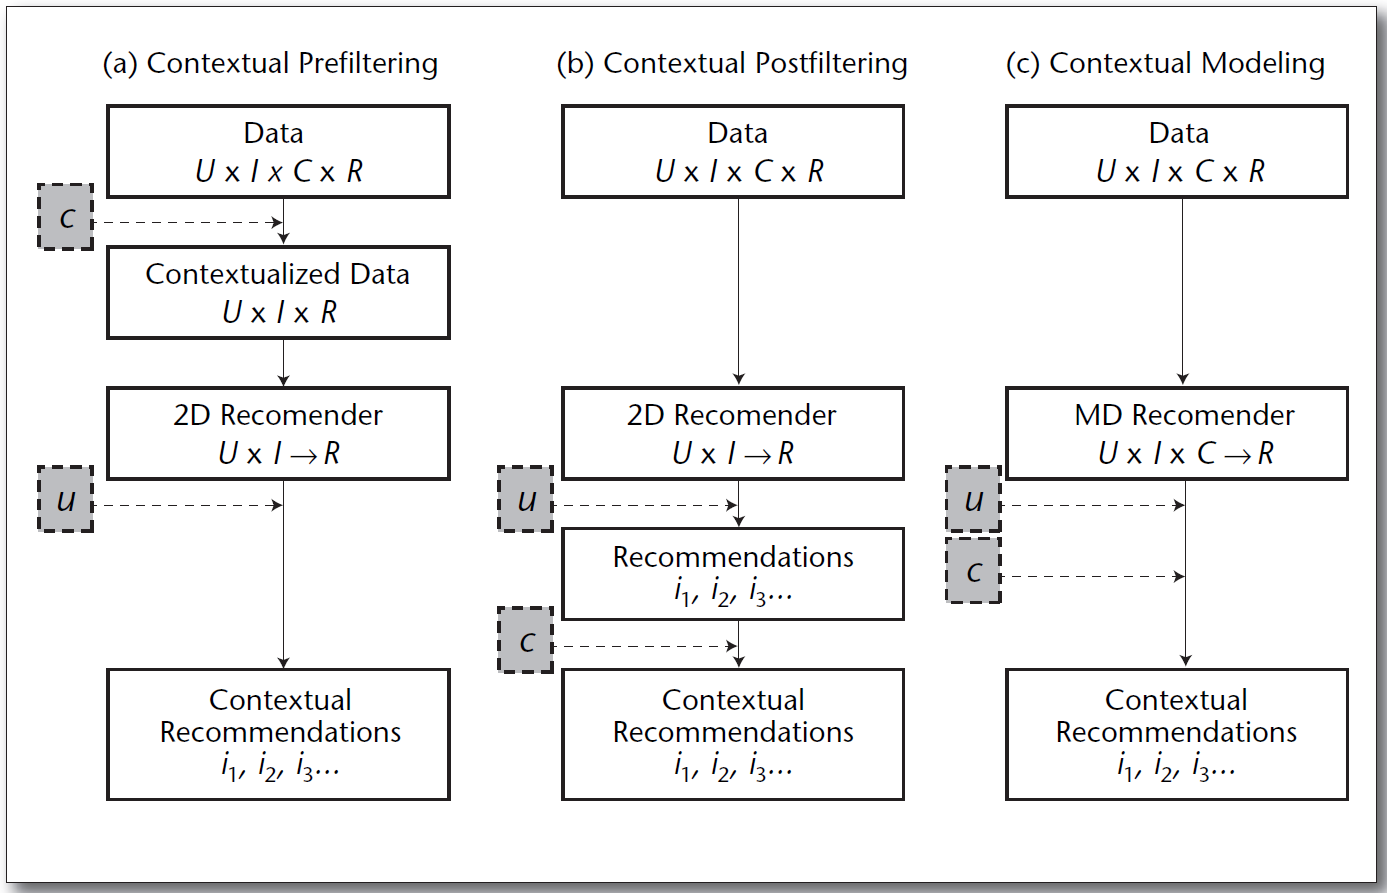 (a) Contextual Prefiltering
Data
U x I x C x R
c
Contextualized Data
U x I x R
2D Recomender
U x I → R
u
Contextual
Recommendations
i1, i2, i3...
(b) Contextual Postfiltering
Data
U x I x C x R
2D Recomender
U x I → R
u
Recommendations
i1, i2, i3...
c
Contextual
Recommendations
i1, i2, i3...
(c) Contextual Modeling
Data
U x I x C x R
MD Recomender
U x I x C → R
u
c
Contextual
Recommendations
i1, i2, i3...